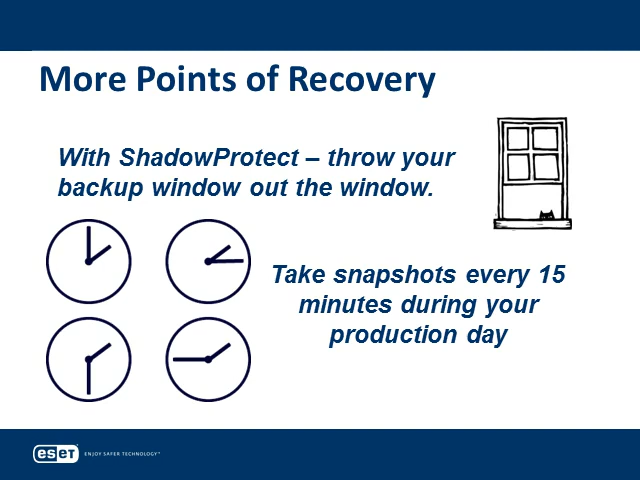 More Points of Recovery
With ShadowProtect – throw your
backup window out the window.
Take snapshots every 15
minutes during your
production day
eseT ENJOY SAFER TECHNOLOGY™